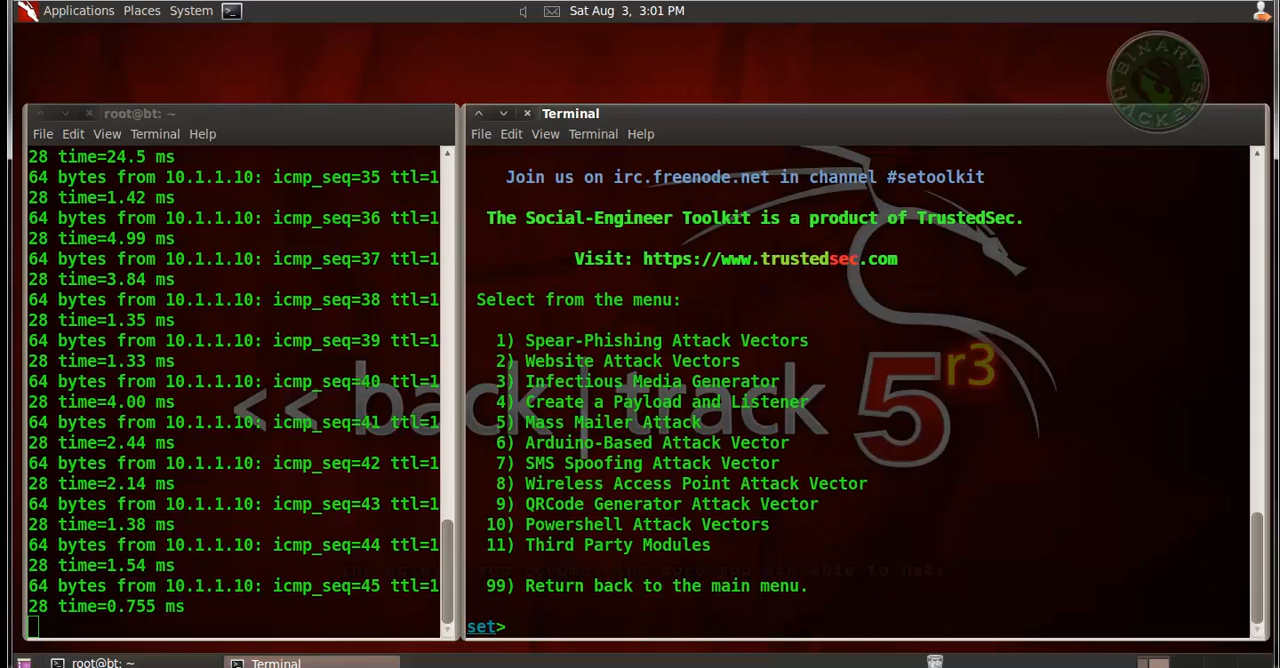 Applications Places System
Sat Aug 3, 3:01 PM
BINARY
HACKERS
root@bt: ~
File Edit View Terminal Help
28 time=24.5 ms
64 bytes from 10.1.1.10: icmp_seq=35 ttl=1
28 time=1.42 ms
64 bytes from 10.1.1.10: icmp_seq=36 ttl=1
28 time=4.99 ms
64 bytes from 10.1.1.10: icmp_seq=37 ttl=1
28 time=3.84 ms
64 bytes from 10.1.1.10: icmp_seq=38 ttl=1
28 time=1.35 ms
64 bytes from 10.1.1.10: icmp_seq=39 ttl=1
28 time=1.33 ms
64 bytes from 10.1.1.10: icmp_seq=40 ttl=1
28 time=4.00 ms
64 bytes from 10.1.1.10: icmp_seq=41 ttl=1
28 time=2.44 ms
64 bytes from 10.1.1.10: icmp_seq=42 ttl=1
28 time=2.14 ms
64 bytes from 10.1.1.10: icmp_seq=43 ttl=1
28 time=1.38 ms
64 bytes from 10.1.1.10: icmp_seq=44 ttl=1
28 time=1.54 ms
64 bytes from 10.1.1.10: icmp_seq=45 ttl=1
28 time=0.755 ms
Terminal
File Edit View Terminal Help
Join us on irc.freenode.net in channel #setoolkit
The Social-Engineer Toolkit is a product of TrustedSec.
Visit: https://www.trustedsec.com
Select from the menu:
1) Spear-Phishing Attack Vectors
2) Website Attack Vectors
3) Infectious Media Generator
4) Create a Payload and Listener
5) Mass Mailer Attack
6) Arduino-Based Attack Vector
7) SMS Spoofing Attack Vector
8) Wireless Access Point Attack Vector
9) QRCode Generator Attack Vector
10) Powershell Attack Vectors
11) Third Party Modules
99) Return back to the main menu.
set>
<< back | track 5 r3
root@bt: ~
Terminal